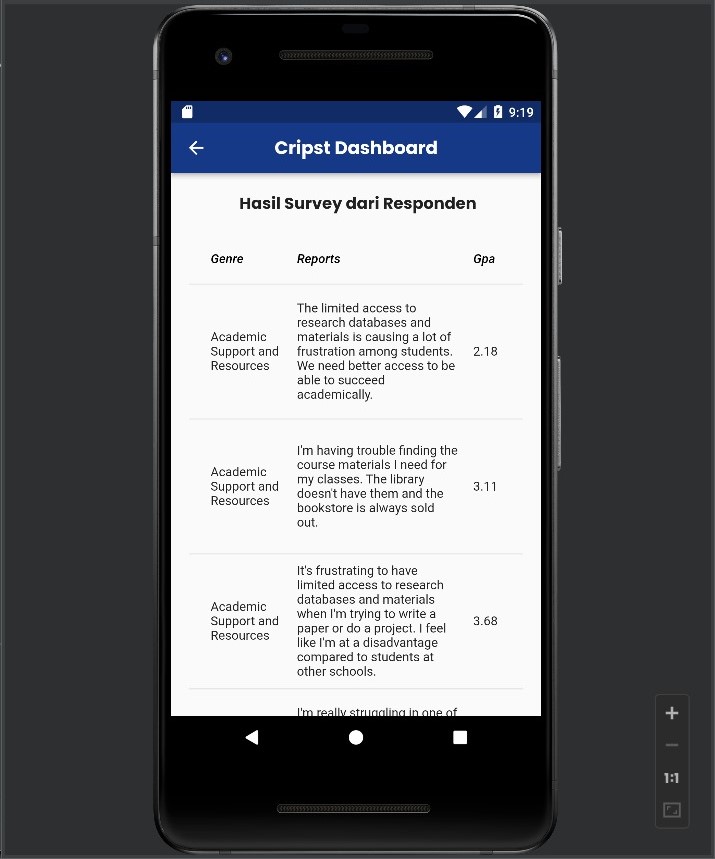 9:19
Cripst Dashboard
Hasil Survey dari Responden
Genre Reports Gpa
Academic
Support and
Resources
The limited access to
research databases and
materials is causing a lot of
frustration among students.
We need better access to be
able to succeed
academically.
2.18
Academic
Support and
Resources
I'm having trouble finding the
course materials I need for
my classes. The library
doesn't have them and the
bookstore is always sold
out.
3.11
Academic
Support and
Resources
It's frustrating to have
limited access to research
databases and materials
when I'm trying to write a
paper or do a project. I feel
like I'm at a disadvantage
compared to students at
other schools.
3.68
I'm really struggling in one of
1:1